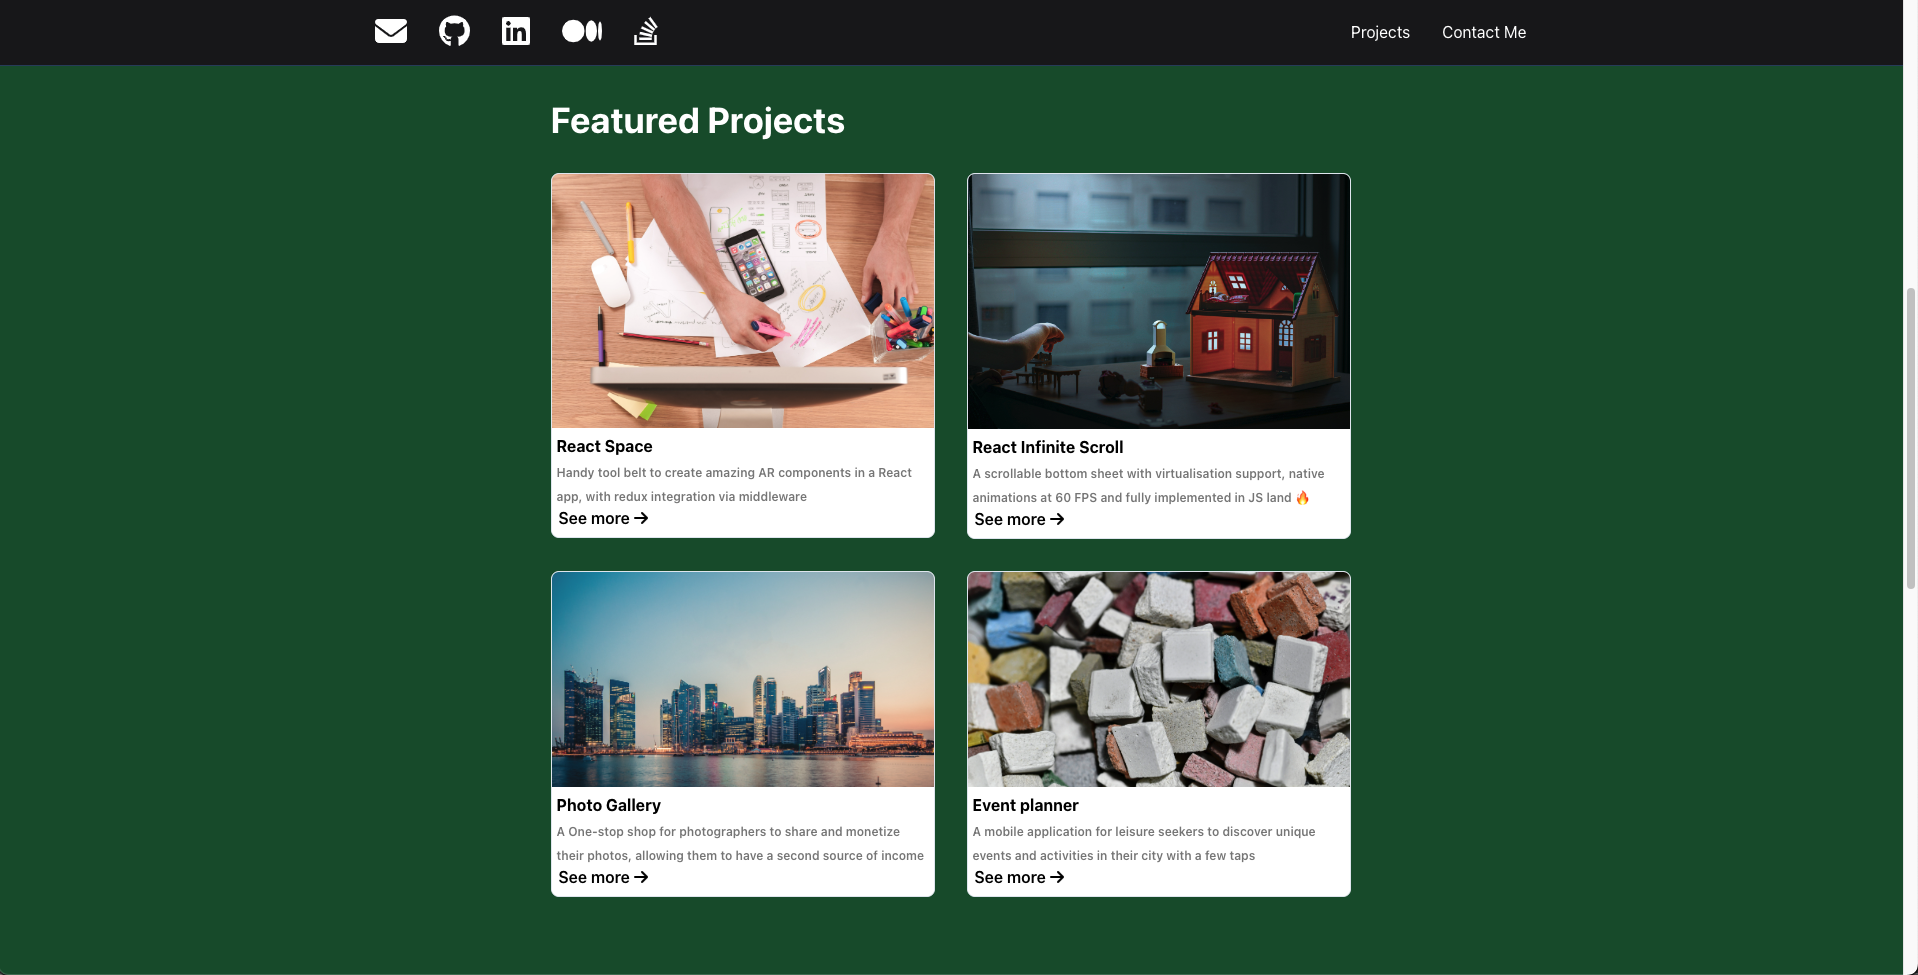 Projects
Contact Me
Featured Projects
React Space
Handy tool belt to create amazing AR components in a React
app, with redux integration via middleware
See more →
React Infinite Scroll
A scrollable bottom sheet with virtualisation support, native
animations at 60 FPS and fully implemented in JS land 🔥
See more →
Photo Gallery
A One-stop shop for photographers to share and monetize
their photos, allowing them to have a second source of income
See more →
Event planner
A mobile application for leisure seekers to discover unique
events and activities in their city with a few taps
See more →